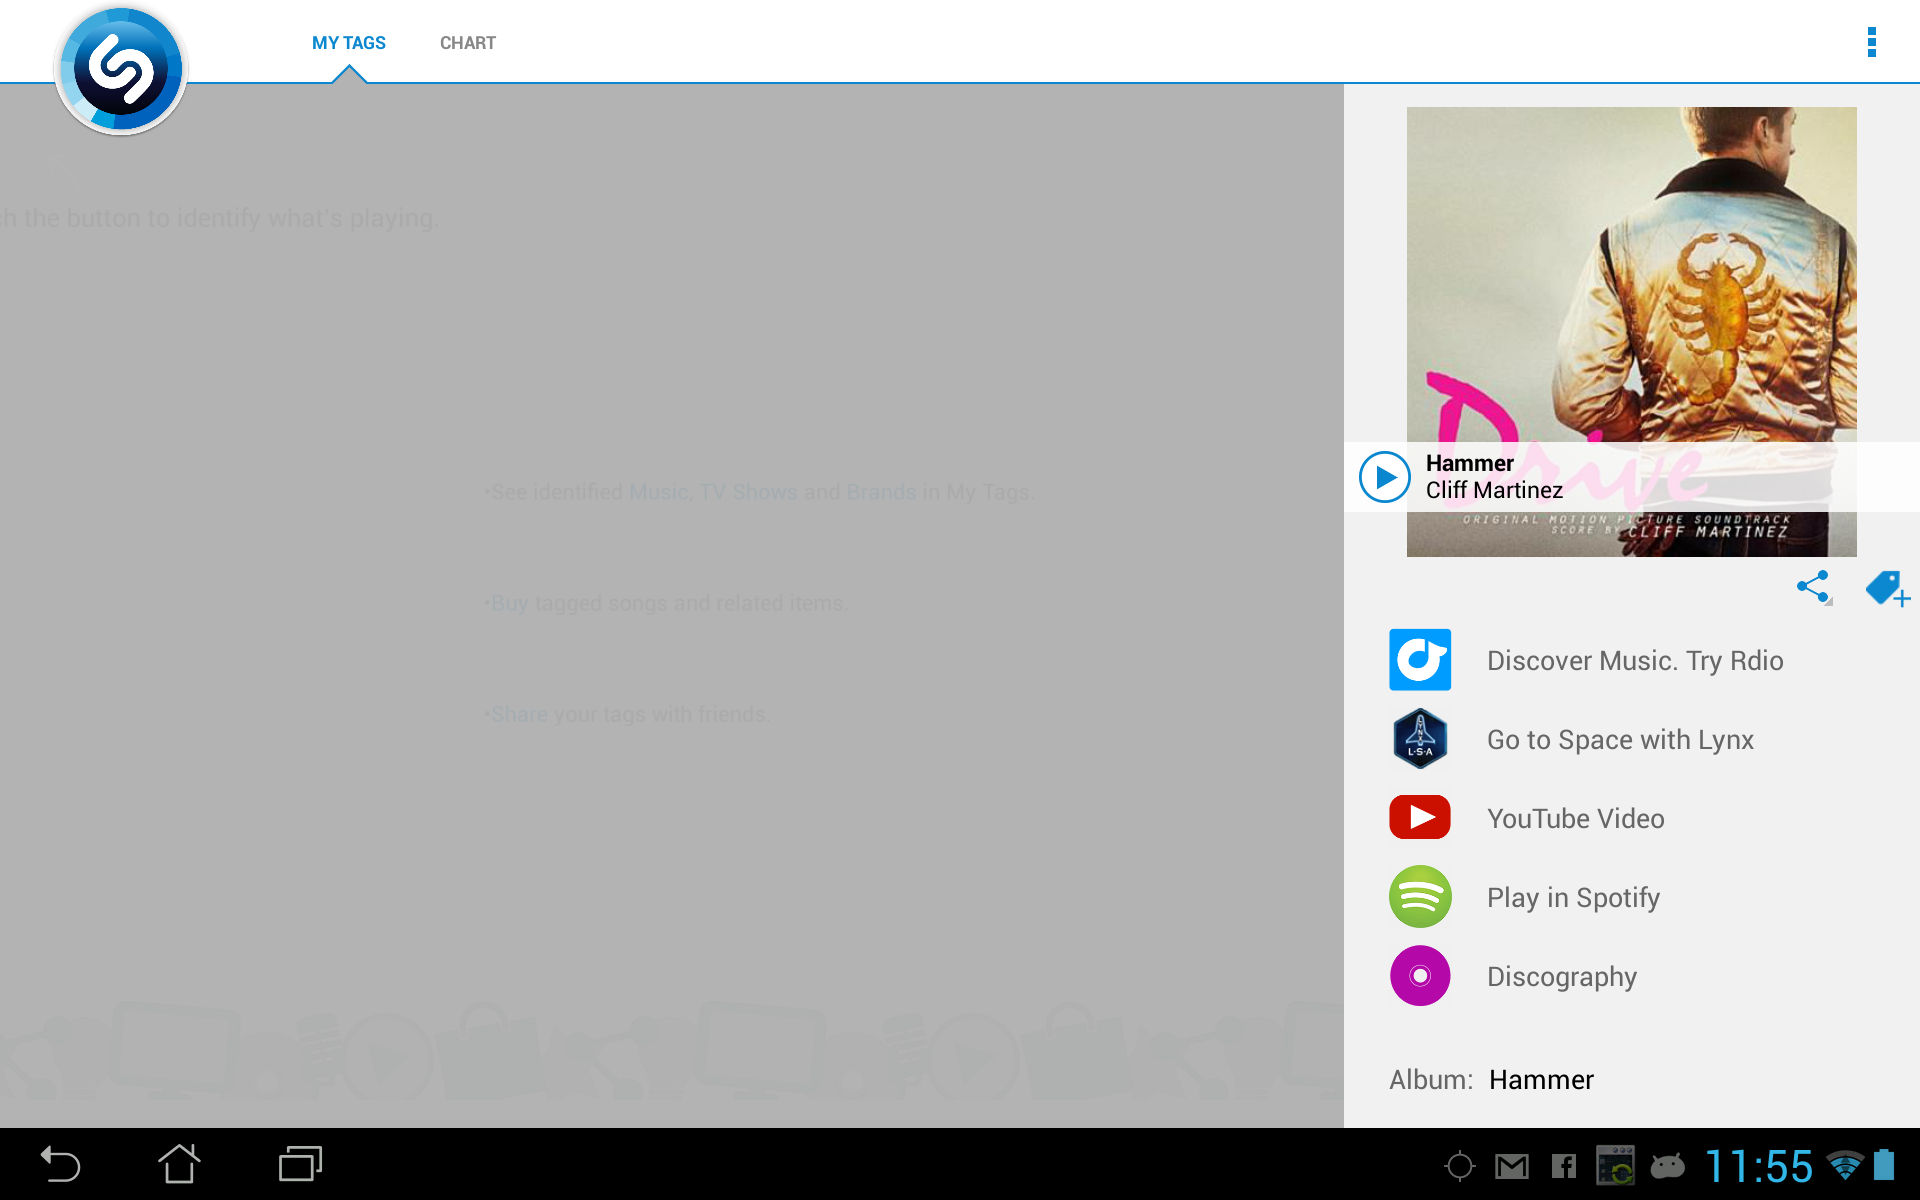 MY TAGS
CHART
the button to identify what's playing.
•See identified Music, TV Shows and Brands in My Tags.
•Buy tagged songs and related items.
•Share your tags with friends.
Drive
Hammer
Cliff Martinez
ORIGINAL MOTION PICTURE SOUNDTRACK
SCORE BY CLIFF MARTINEZ
Discover Music. Try Rdio
LYNX
L·S·A
Go to Space with Lynx
YouTube Video
Play in Spotify
Discography
Album: Hammer
11:55